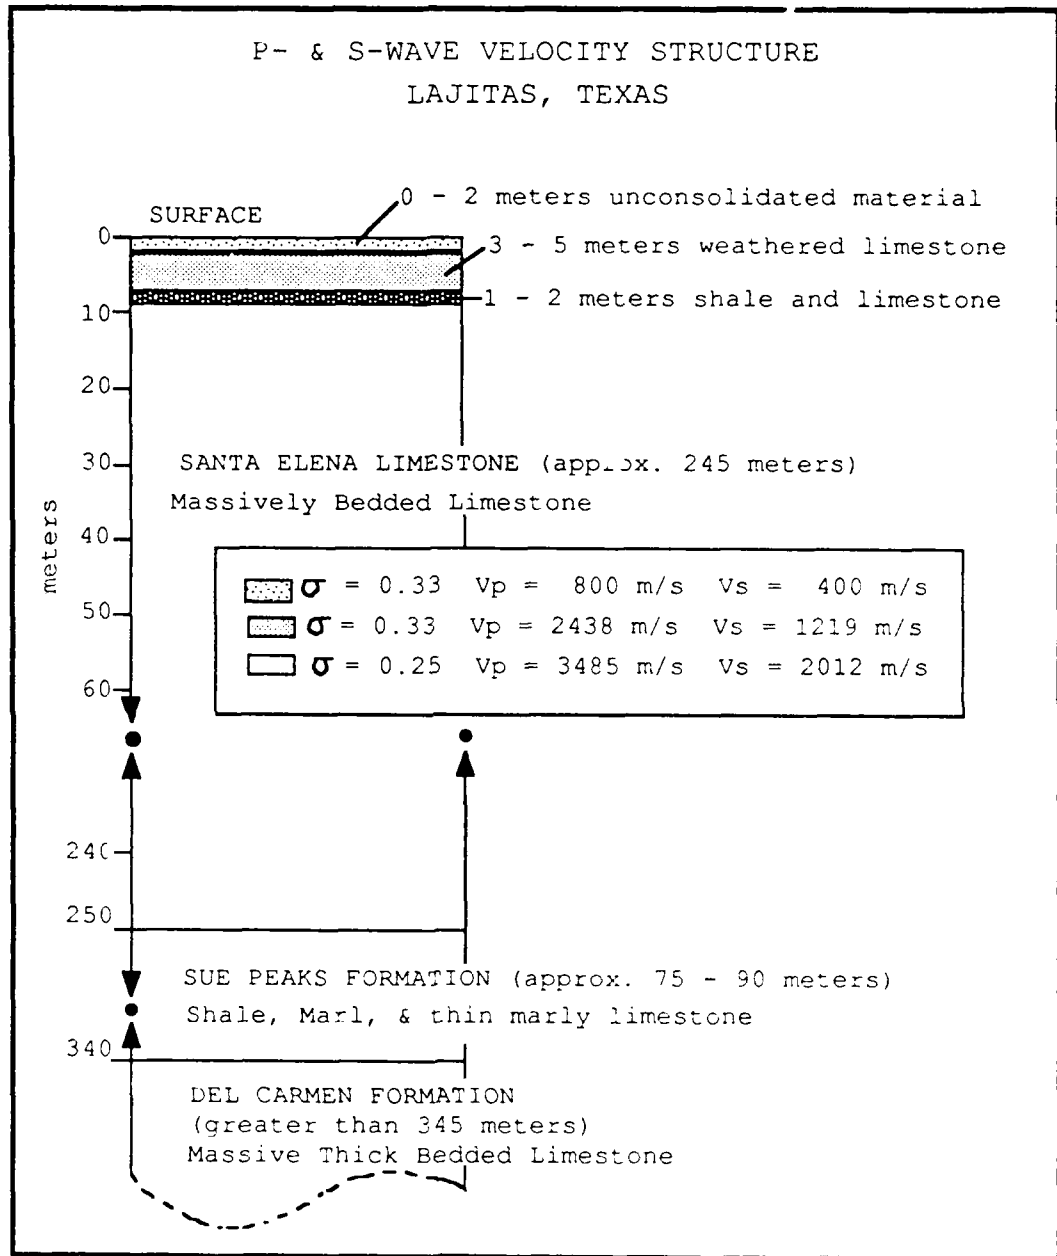 P- & S-WAVE VELOCITY STRUCTURE
LAJITAS, TEXAS
0 - 2 meters unconsolidated material
SURFACE
0
3 - 5 meters weathered limestone
1 - 2 meters shale and limestone
10
20
30
SANTA ELENA LIMESTONE (approx. 245 meters)
Massively Bedded Limestone
meters
40
σ = 0.33 Vp = 800 m/s Vs = 400 m/s
50
σ = 0.33 Vp = 2438 m/s Vs = 1219 m/s
σ = 0.25 Vp = 3485 m/s Vs = 2012 m/s
60
240
250
SUE PEAKS FORMATION (approx. 75 - 90 meters)
Shale, Marl, & thin marly limestone
340
DEL CARMEN FORMATION
(greater than 345 meters)
Massive Thick Bedded Limestone